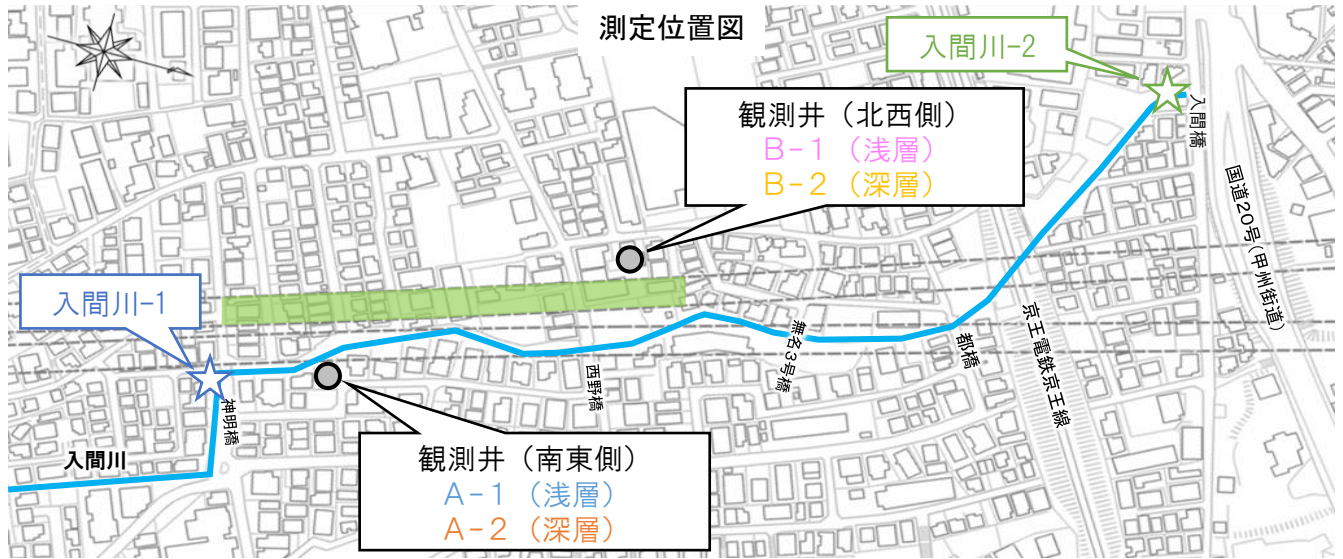 測定位置図
入間川-2
観測井（北西側）
B-1（浅層）
B-2（深層）
入間橋
国道20号(甲州街道)
入間川-1
京王電鉄京王線
都橋
無名3号橋
西野橋
神明橋
入間川
観測井（南東側）
A-1（浅層）
A-2（深層）